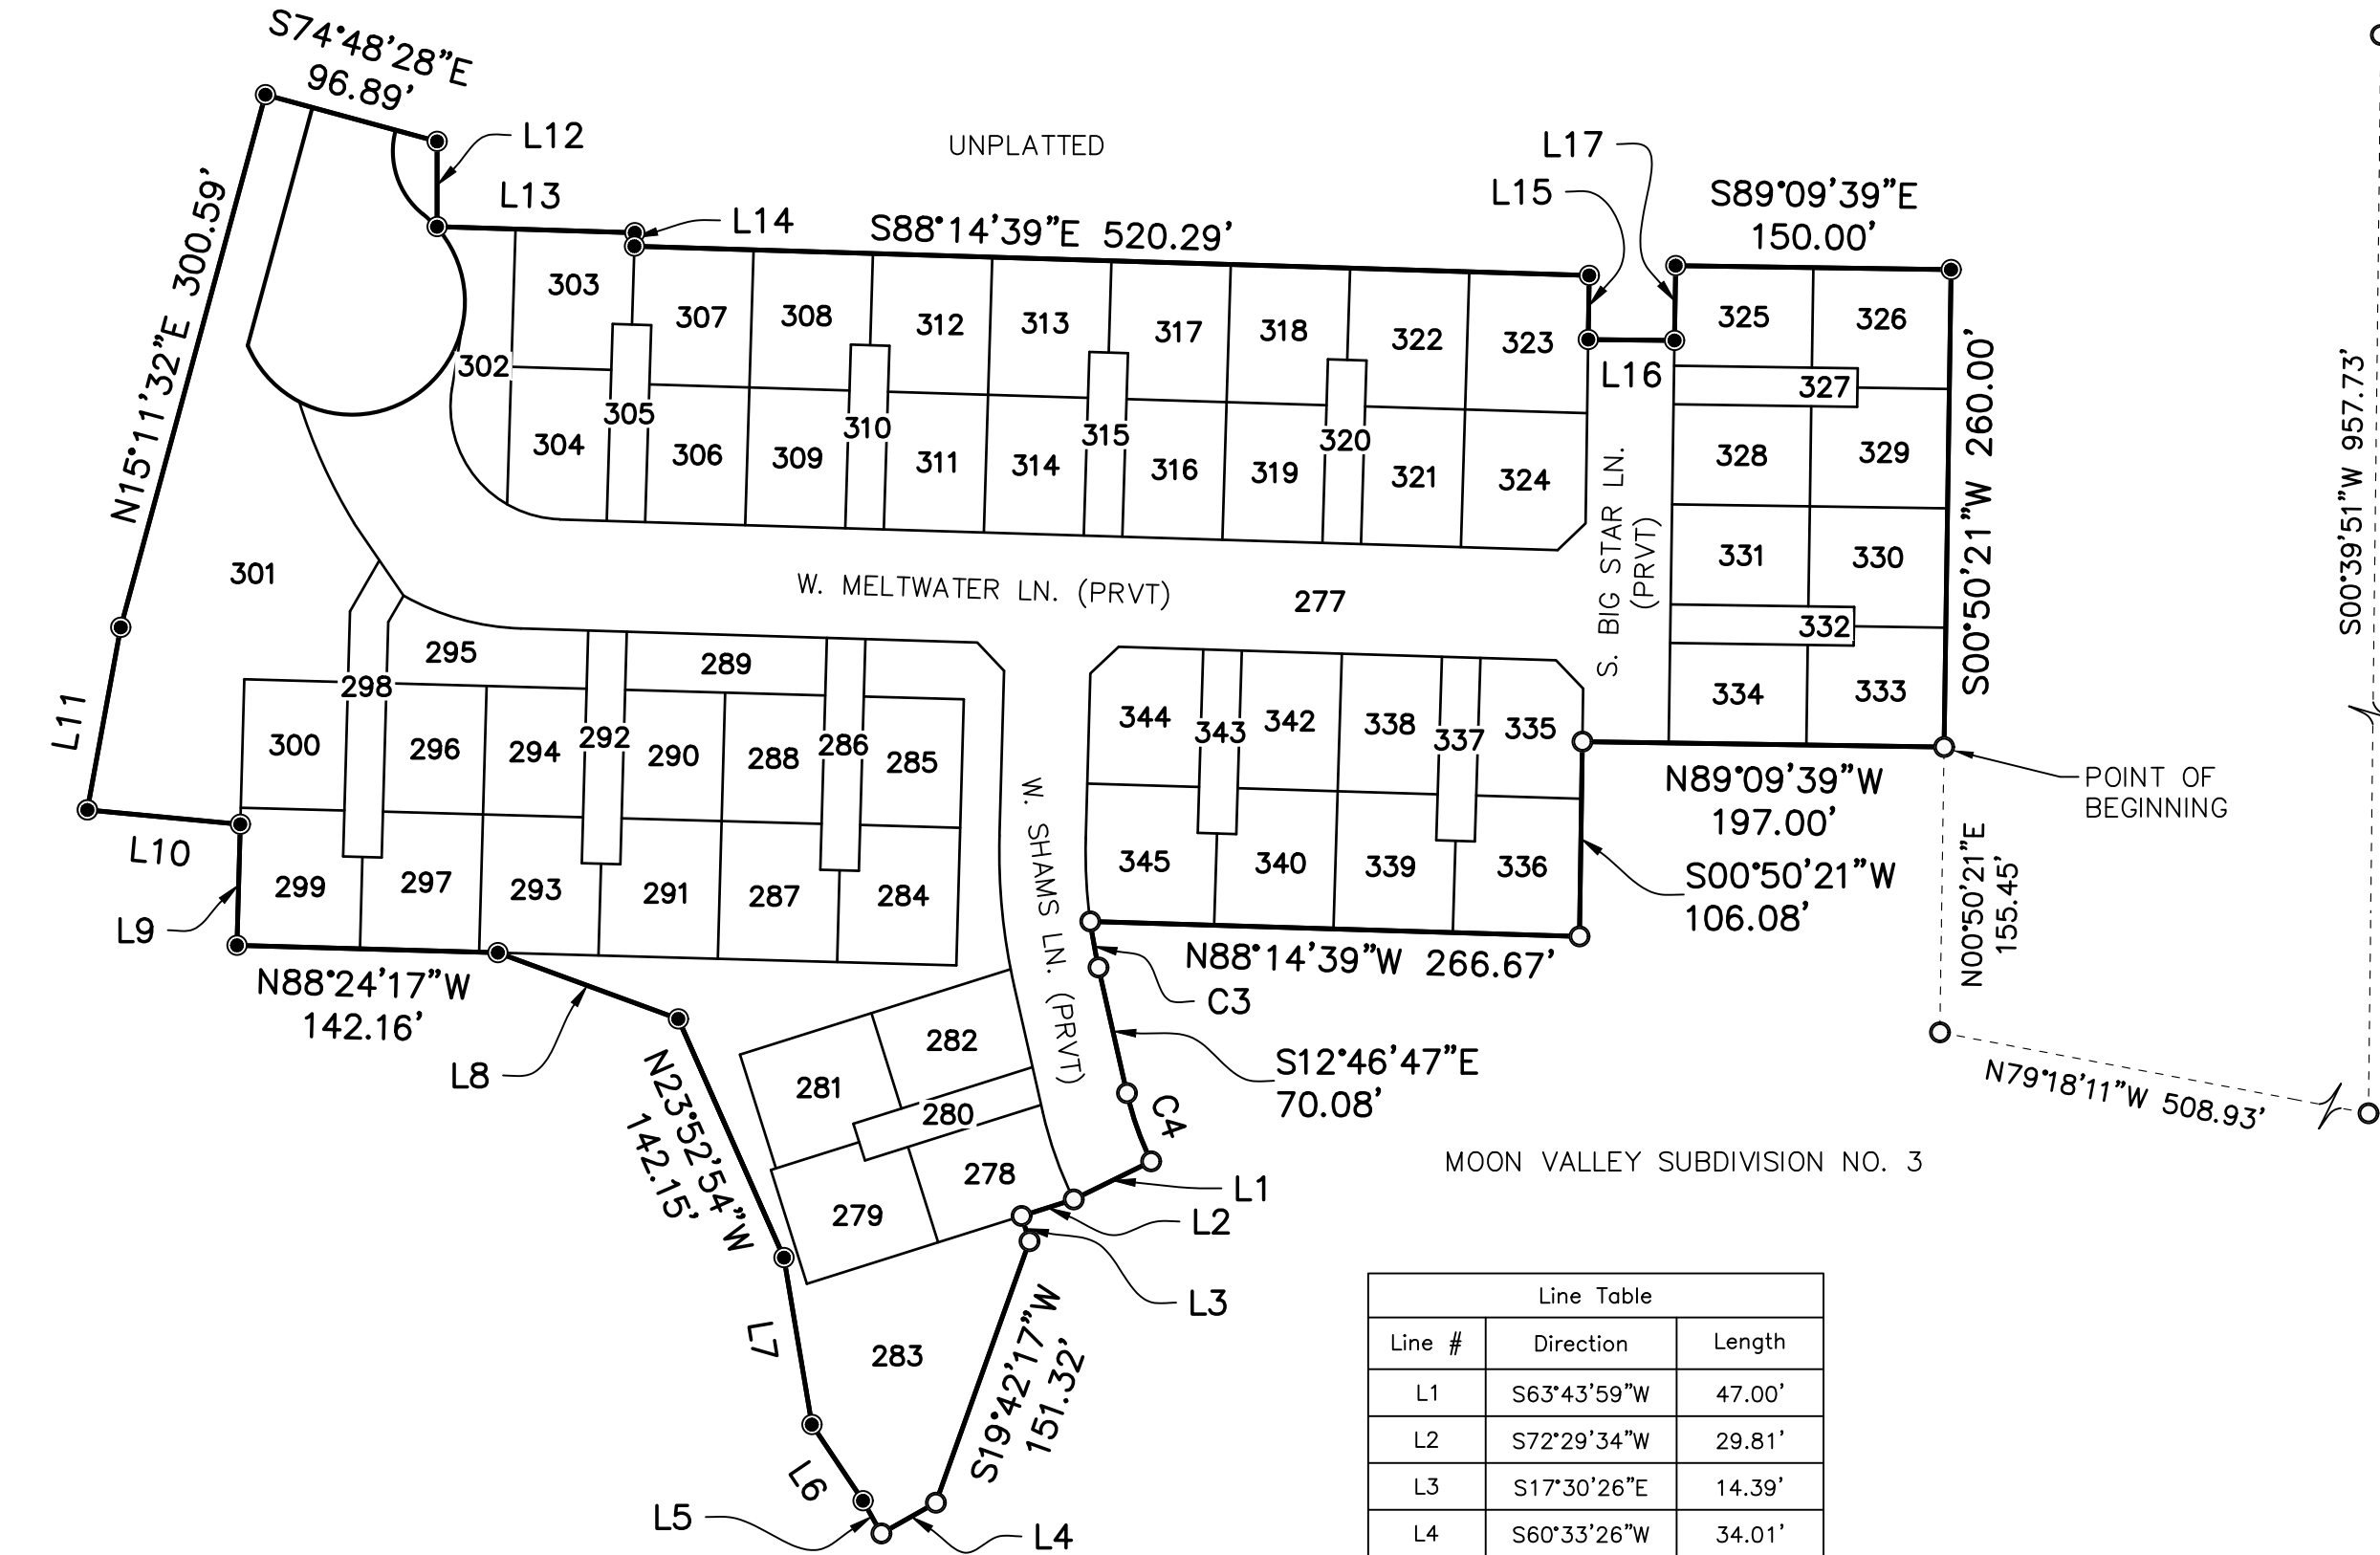 S74°48'28"E
96.89'
L12
UNPLATTED
L17
L13
L14
L15
S88°14'39"E 520.29'
S89°09'39"E
150.00'
N15°11'32"E 300.59'
303
307
308
312
313
317
318
322
323
325
326
L16
302
327
305
310
315
320
304
306
309
311
314
316
319
321
324
328
329
S00°50'21"W 260.00'
S00°39'51"W 957.73'
S. BIG STAR LN.
(PRVT)
331
330
301
W. MELTWATER LN. (PRVT)
277
332
295
289
298
334
333
L11
300
296
294
292
290
288
286
285
344
343
342
338
337
335
N89°09'39"W
197.00'
POINT OF
BEGINNING
W. SHAMS LN. (PRVT)
L10
299
297
293
291
287
284
345
340
339
336
S00°50'21"W
106.08'
L9
N00°50'21"E
155.45'
N88°24'17"W
142.16'
N88°14'39"W 266.67'
C3
L8
282
281
280
S12°46'47"E
70.08'
N79°18'11"W 508.93'
N23°52'54"W
142.15'
C4
MOON VALLEY SUBDIVISION NO. 3
278
279
L1
L2
L3
L7
283
S19°42'17"W
151.32'
L6
L5
L4
Line Table
Line # Direction Length
L1 S63°43'59"W 47.00'
L2 S72°29'34"W 29.81'
L3 S17°30'26"E 14.39'
L4 S60°33'26"W 34.01'